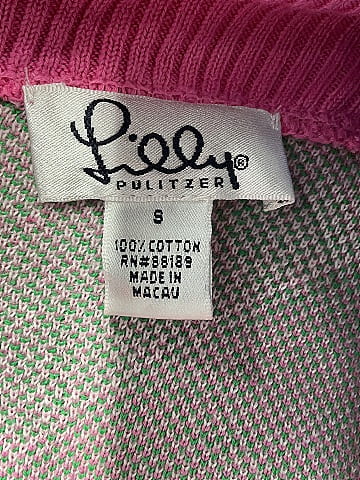 Lilly®
PULITZER
S
100% COTTON
RN#88189
MADE IN
MACAU